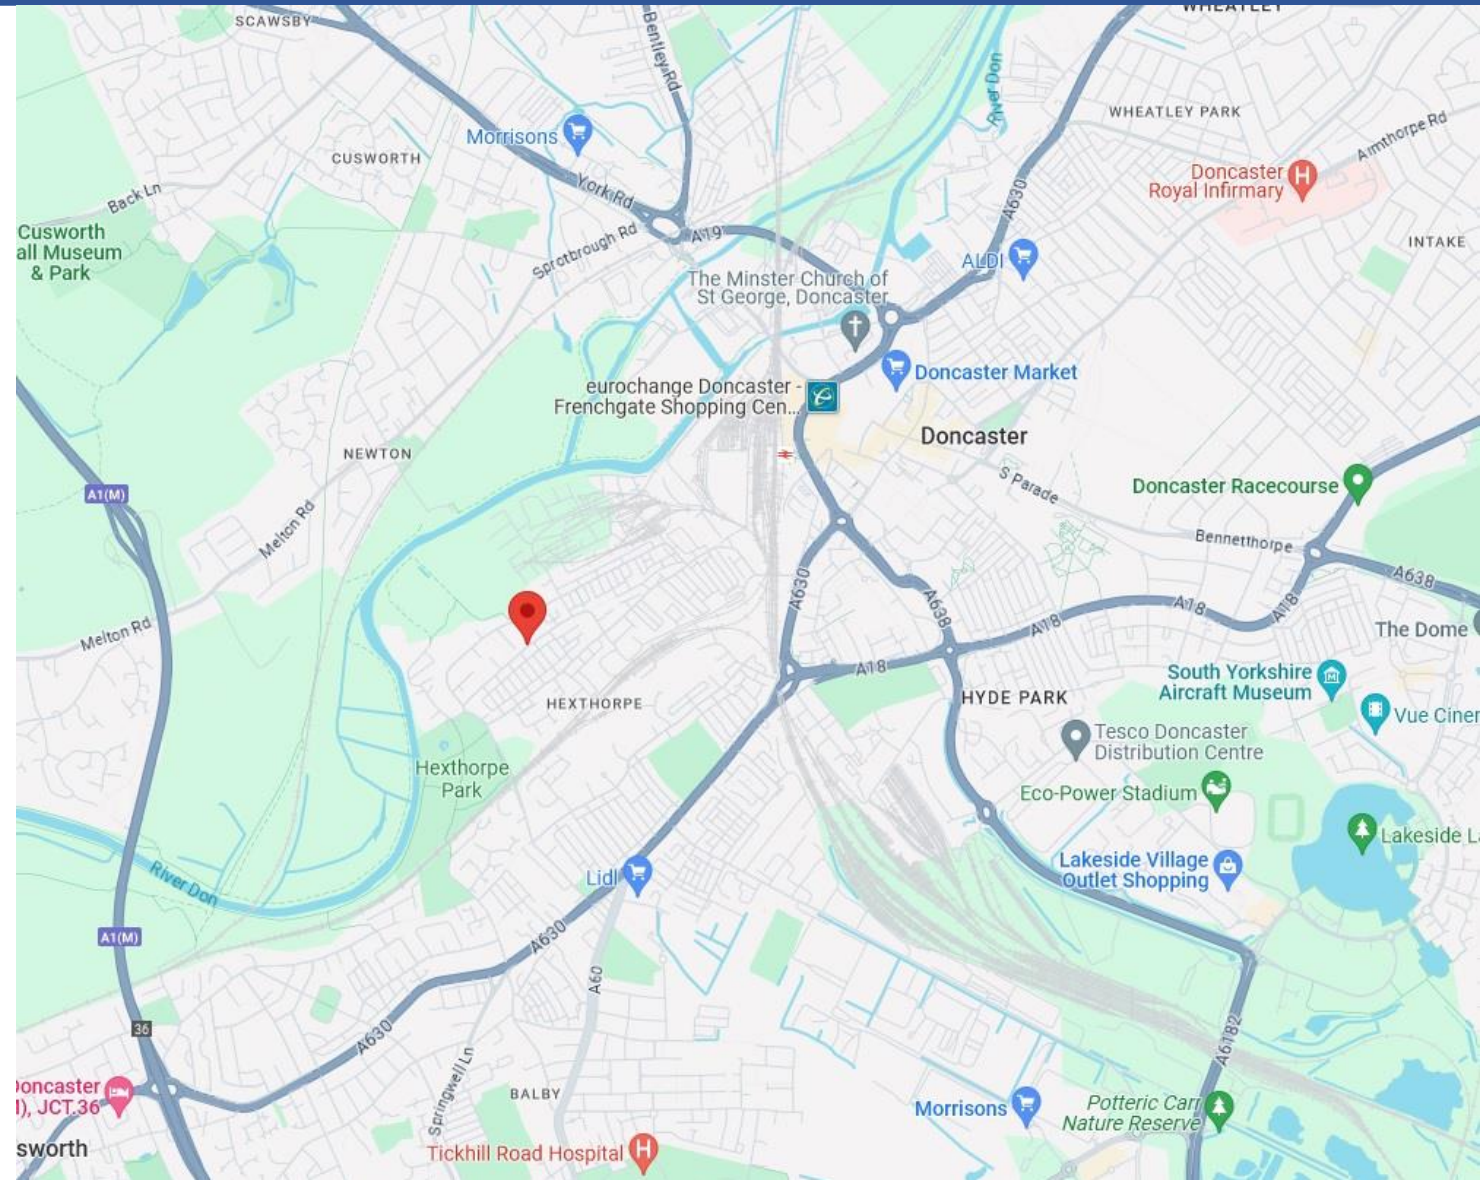 SCAWSBY
Bentley Rd
WHEATLEY
River Don
WHEATLEY PARK
Armthorpe Rd
Morrisons
CUSWORTH
York Rd
Back Ln
Doncaster
Royal Infirmary
A630
Cusworth
all Museum
& Park
Sprotbrough Rd
A19
INTAKE
ALDI
The Minster Church of
St George, Doncaster
Doncaster Market
eurochange Doncaster -
Frenchgate Shopping Cen...
Doncaster
NEWTON
S Parade
Doncaster Racecourse
A1(M)
Melton Rd
Bennetthorpe
A638
A630
A638
A18
A18
A18
Melton Rd
The Dome
A18
South Yorkshire
Aircraft Museum
HEXTHORPE
HYDE PARK
Vue Ciner
Tesco Doncaster
Distribution Centre
Hexthorpe
Park
Eco-Power Stadium
Lakeside L
Lakeside Village
Outlet Shopping
River Don
Lidl
A1(M)
A630
A60
36
A630
A6182
oncaster
), JCT.36
Springwell Ln
BALBY
Morrisons
Potteric Carr
Nature Reserve
sworth
Tickhill Road Hospital